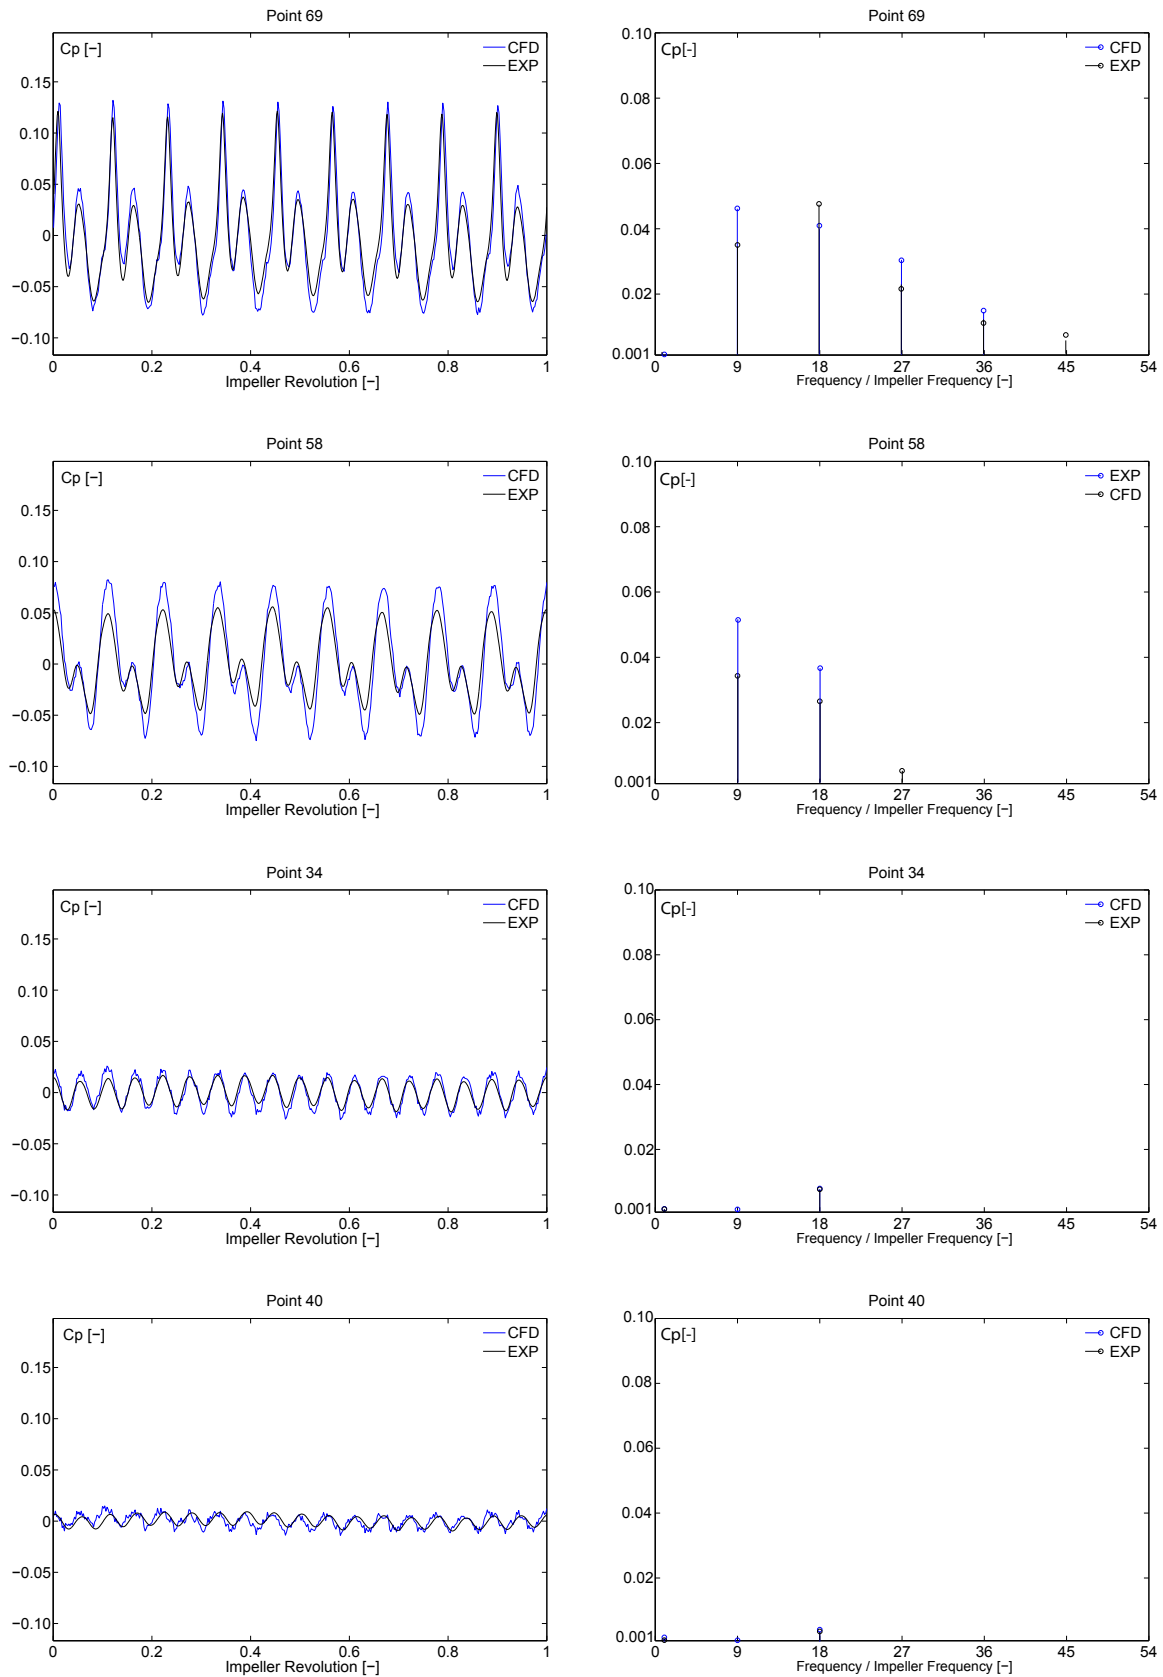 Point 69
Cp [−]
CFD
EXP
0.15
0.10
0.05
0
−0.05
−0.10
0 0.2 0.4 0.6 0.8 1
Impeller Revolution [−]
Point 69
0.10
Cp[-]
CFD
EXP
0.08
0.06
0.04
0.02
0.001
0 9 18 27 36 45 54
Frequency / Impeller Frequency [−]
Point 58
Cp [−]
CFD
EXP
0.15
0.10
0.05
0
−0.05
−0.10
0 0.2 0.4 0.6 0.8 1
Impeller Revolution [−]
Point 58
0.10
Cp[-]
EXP
CFD
0.08
0.06
0.04
0.02
0.001
0 9 18 27 36 45 54
Frequency / Impeller Frequency [−]
Point 34
Cp [−]
CFD
EXP
0.15
0.10
0.05
0
−0.05
−0.10
0 0.2 0.4 0.6 0.8 1
Impeller Revolution [−]
Point 34
0.10
Cp[-]
CFD
EXP
0.08
0.06
0.04
0.02
0.001
0 9 18 27 36 45 54
Frequency / Impeller Frequency [−]
Point 40
Cp [−]
CFD
EXP
0.15
0.10
0.05
0
−0.05
−0.10
0 0.2 0.4 0.6 0.8 1
Impeller Revolution [−]
Point 40
0.10
Cp[-]
CFD
EXP
0.08
0.06
0.04
0.02
0.001
0 9 18 27 36 45 54
Frequency / Impeller Frequency [−]